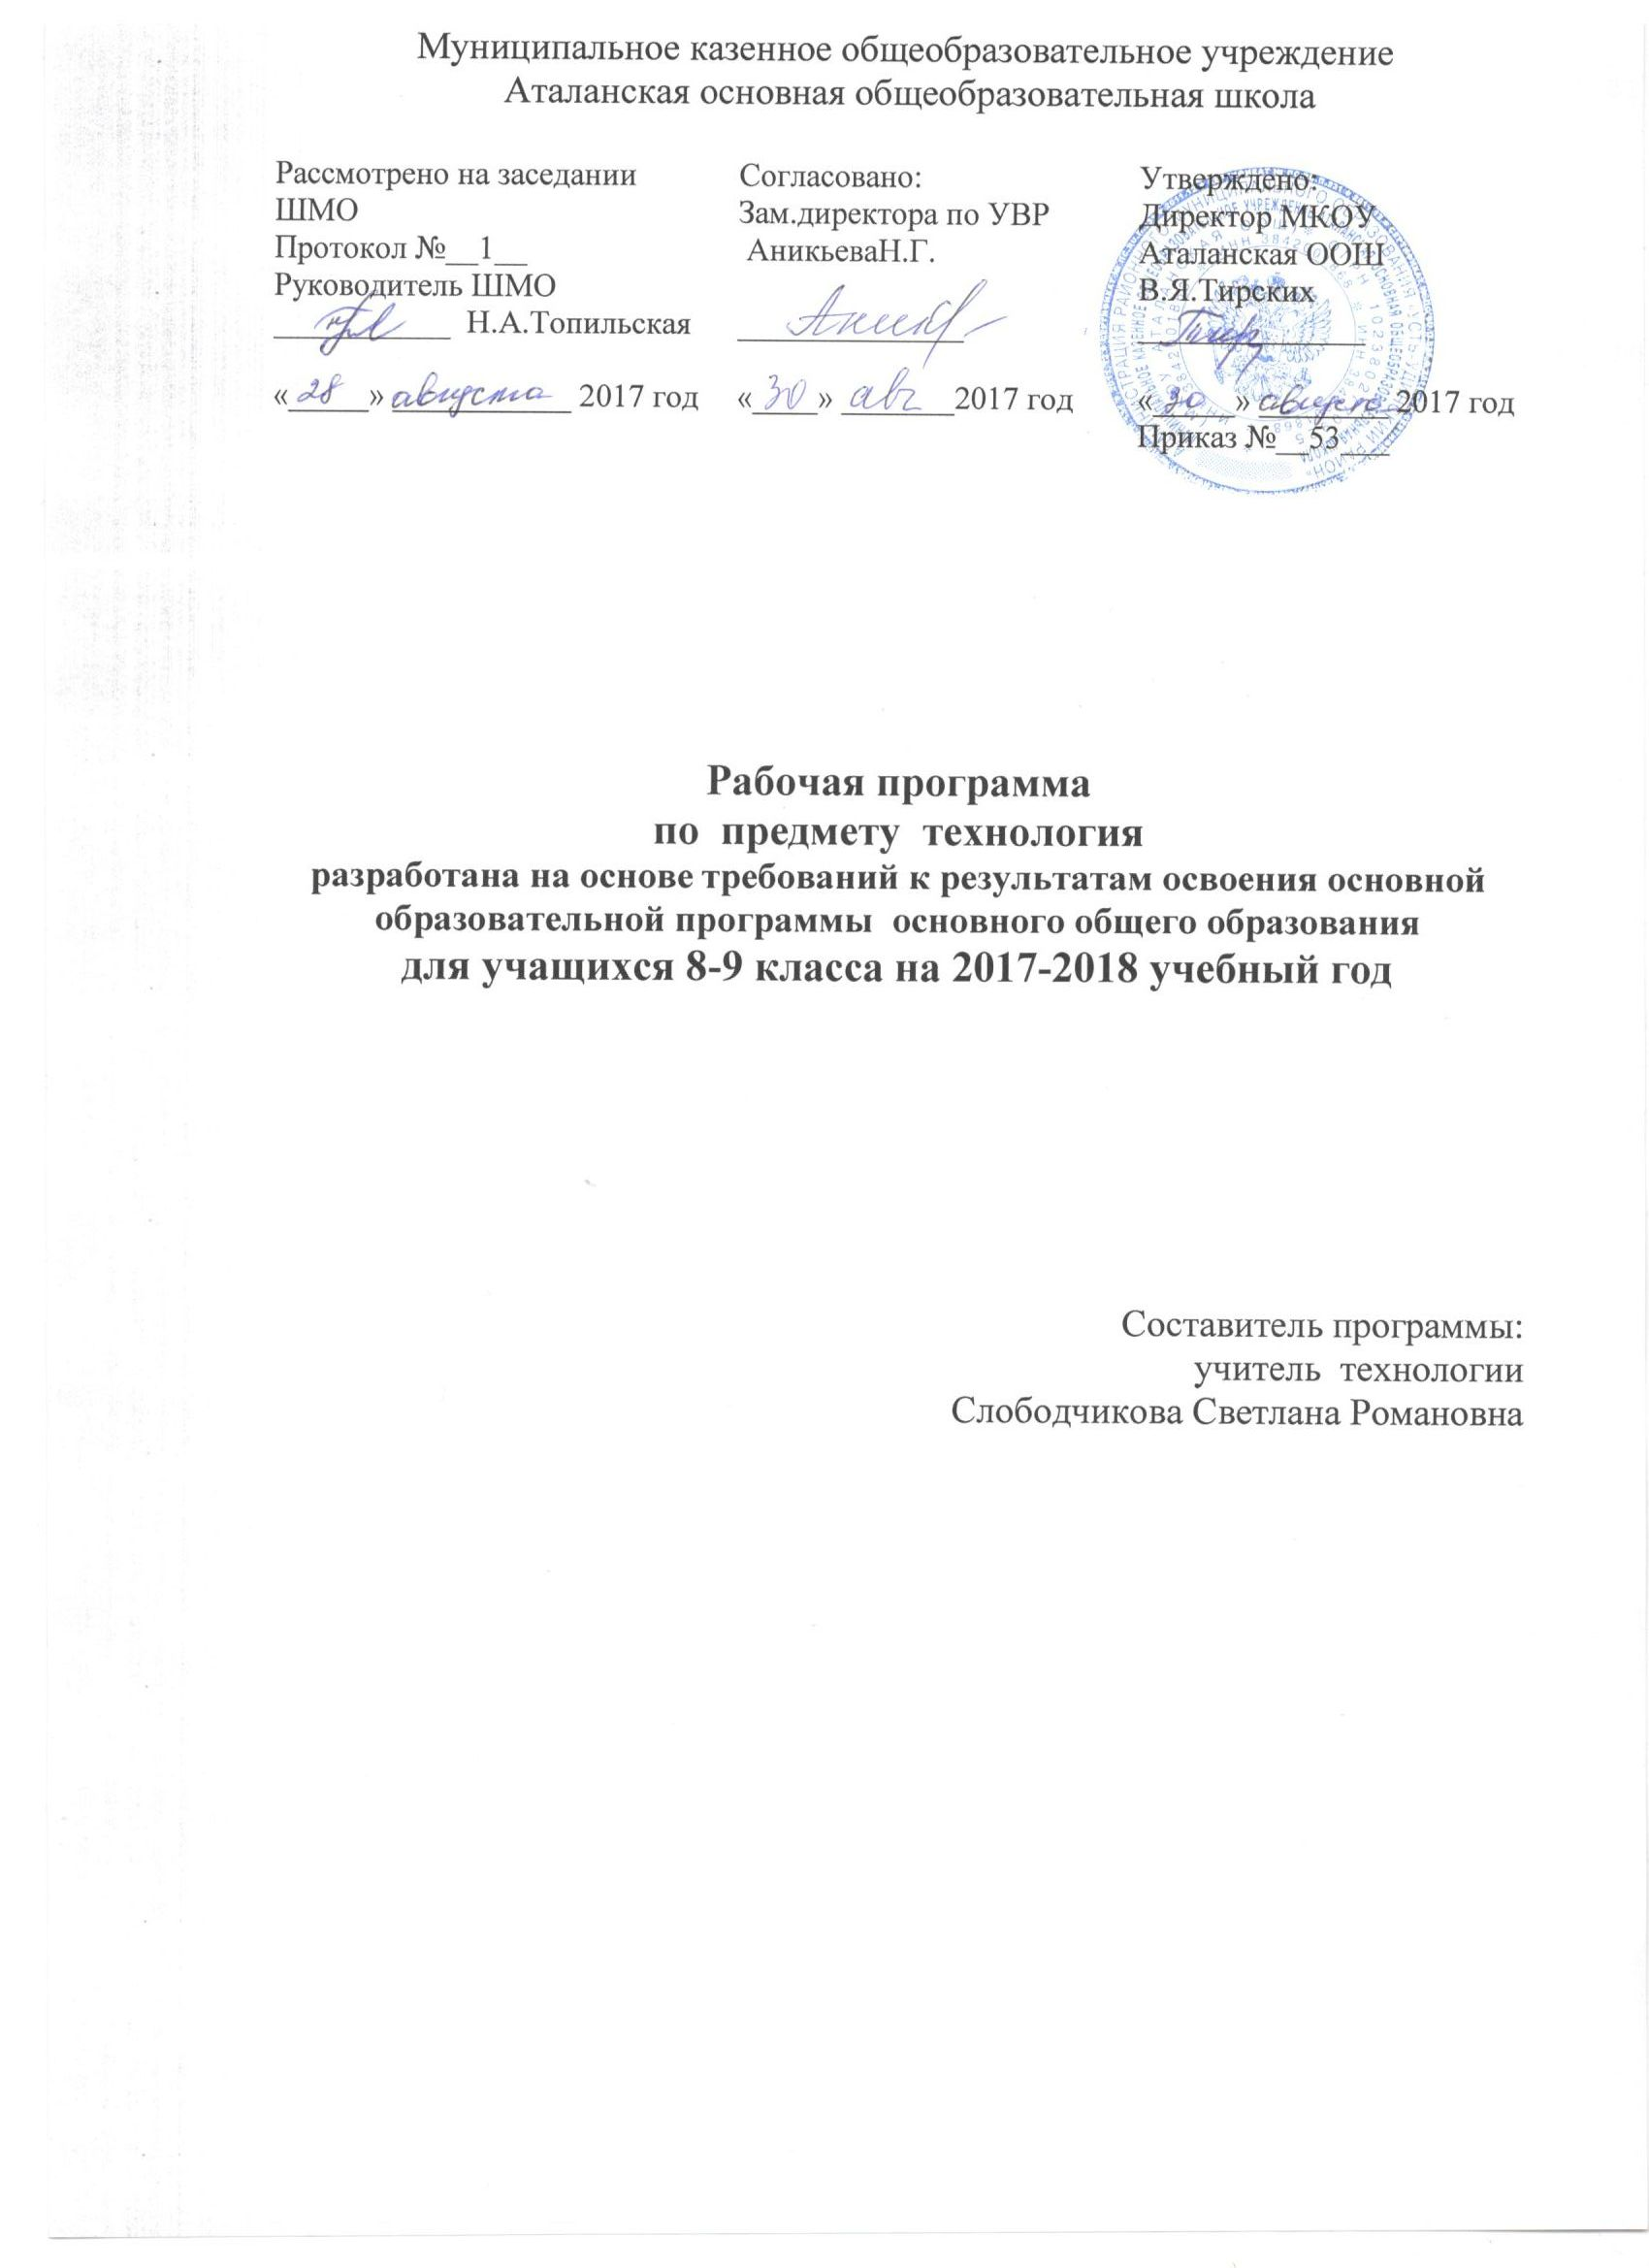 Муниципальное казенное общеобразовательное учреждение
Аталанская основная общеобразовательная школа
Рассмотрено на заседании
ШМО
Протокол №__1__
Руководитель ШМО
___________ Н.А.Топильская
«28» августа 2017 год
Согласовано:
Зам.директора по УВР
АникьеваН.Г.
«30» авг 2017 год
Утверждено:
Директор МКОУ
Аталанская ООШ
В.Я.Тирских
«30» августа 2017 год
Приказ №__53___
Рабочая программа
по предмету технология
разработана на основе требований к результатам освоения основной
образовательной программы основного общего образования
для учащихся 8-9 класса на 2017-2018 учебный год
Составитель программы:
учитель технологии
Слободчикова Светлана Романовна